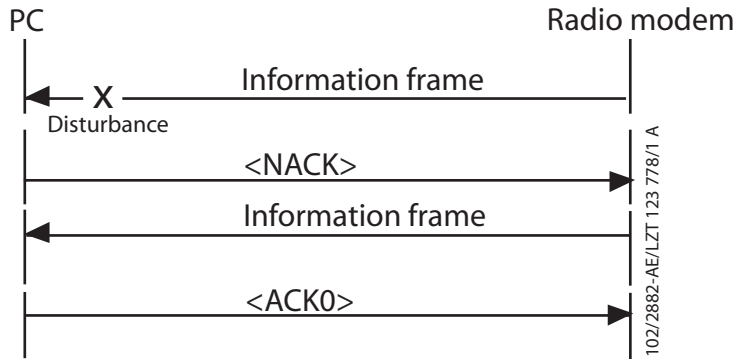 PC
Radio modem
Information frame
X
Disturbance
<NACK>
Information frame
<ACK0>
102/2882-AE/LZT 123 778/1 A